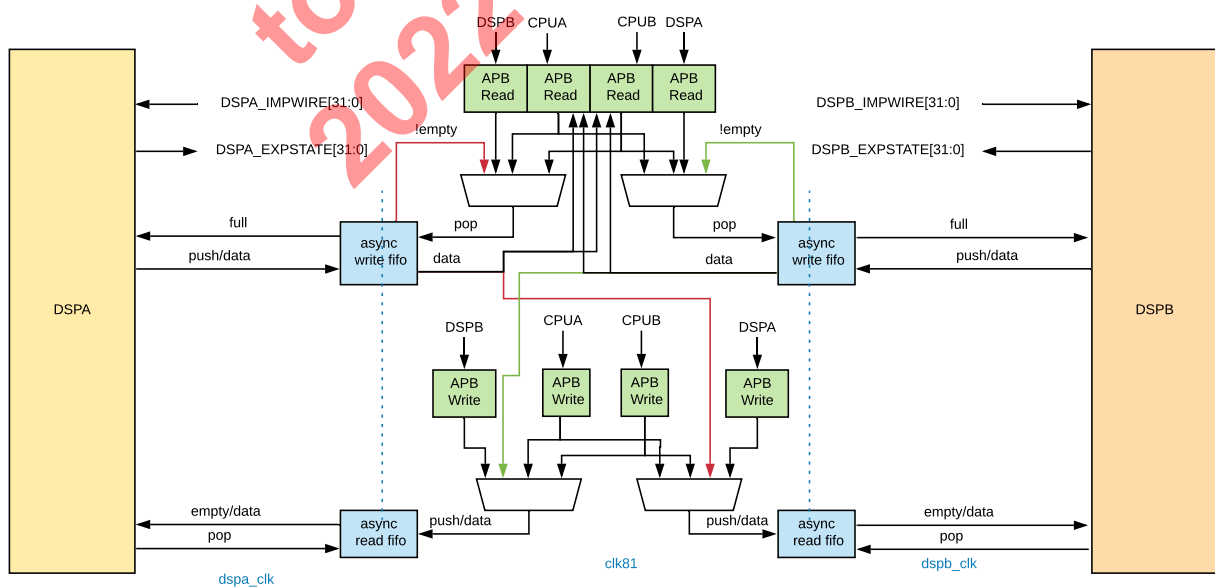 to
2022
DSPB
CPUA
CPUB
DSPA
APB
Read
APB
Read
APB
Read
APB
Read
DSPA_IMPWIRE[31:0]
DSPB_IMPWIRE[31:0]
!empty
!empty
DSPA_EXPSTATE[31:0]
DSPB_EXPSTATE[31:0]
full
pop
pop
full
async
write fifo
async
write fifo
push/data
data
data
push/data
DSPA
DSPB
DSPB
CPUA
CPUB
DSPA
APB
Write
APB
Write
APB
Write
APB
Write
empty/data
async
read fifo
push/data
push/data
async
read fifo
empty/data
pop
pop
dspa_clk
clk81
dspb_clk